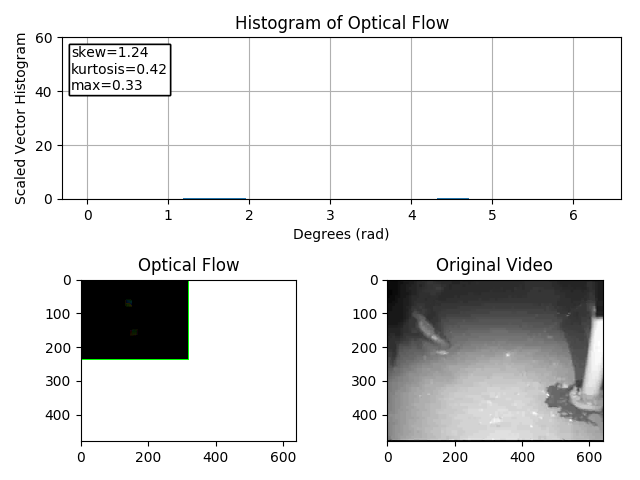 Histogram of Optical Flow
Scaled Vector Histogram
60
40
20
0
skew=1.24
kurtosis=0.42
max=0.33
0 1 2 3 4 5 6
Degrees (rad)
Optical Flow
0
100
200
300
400
0 200 400 600
Original Video
0
100
200
300
400
0 200 400 600